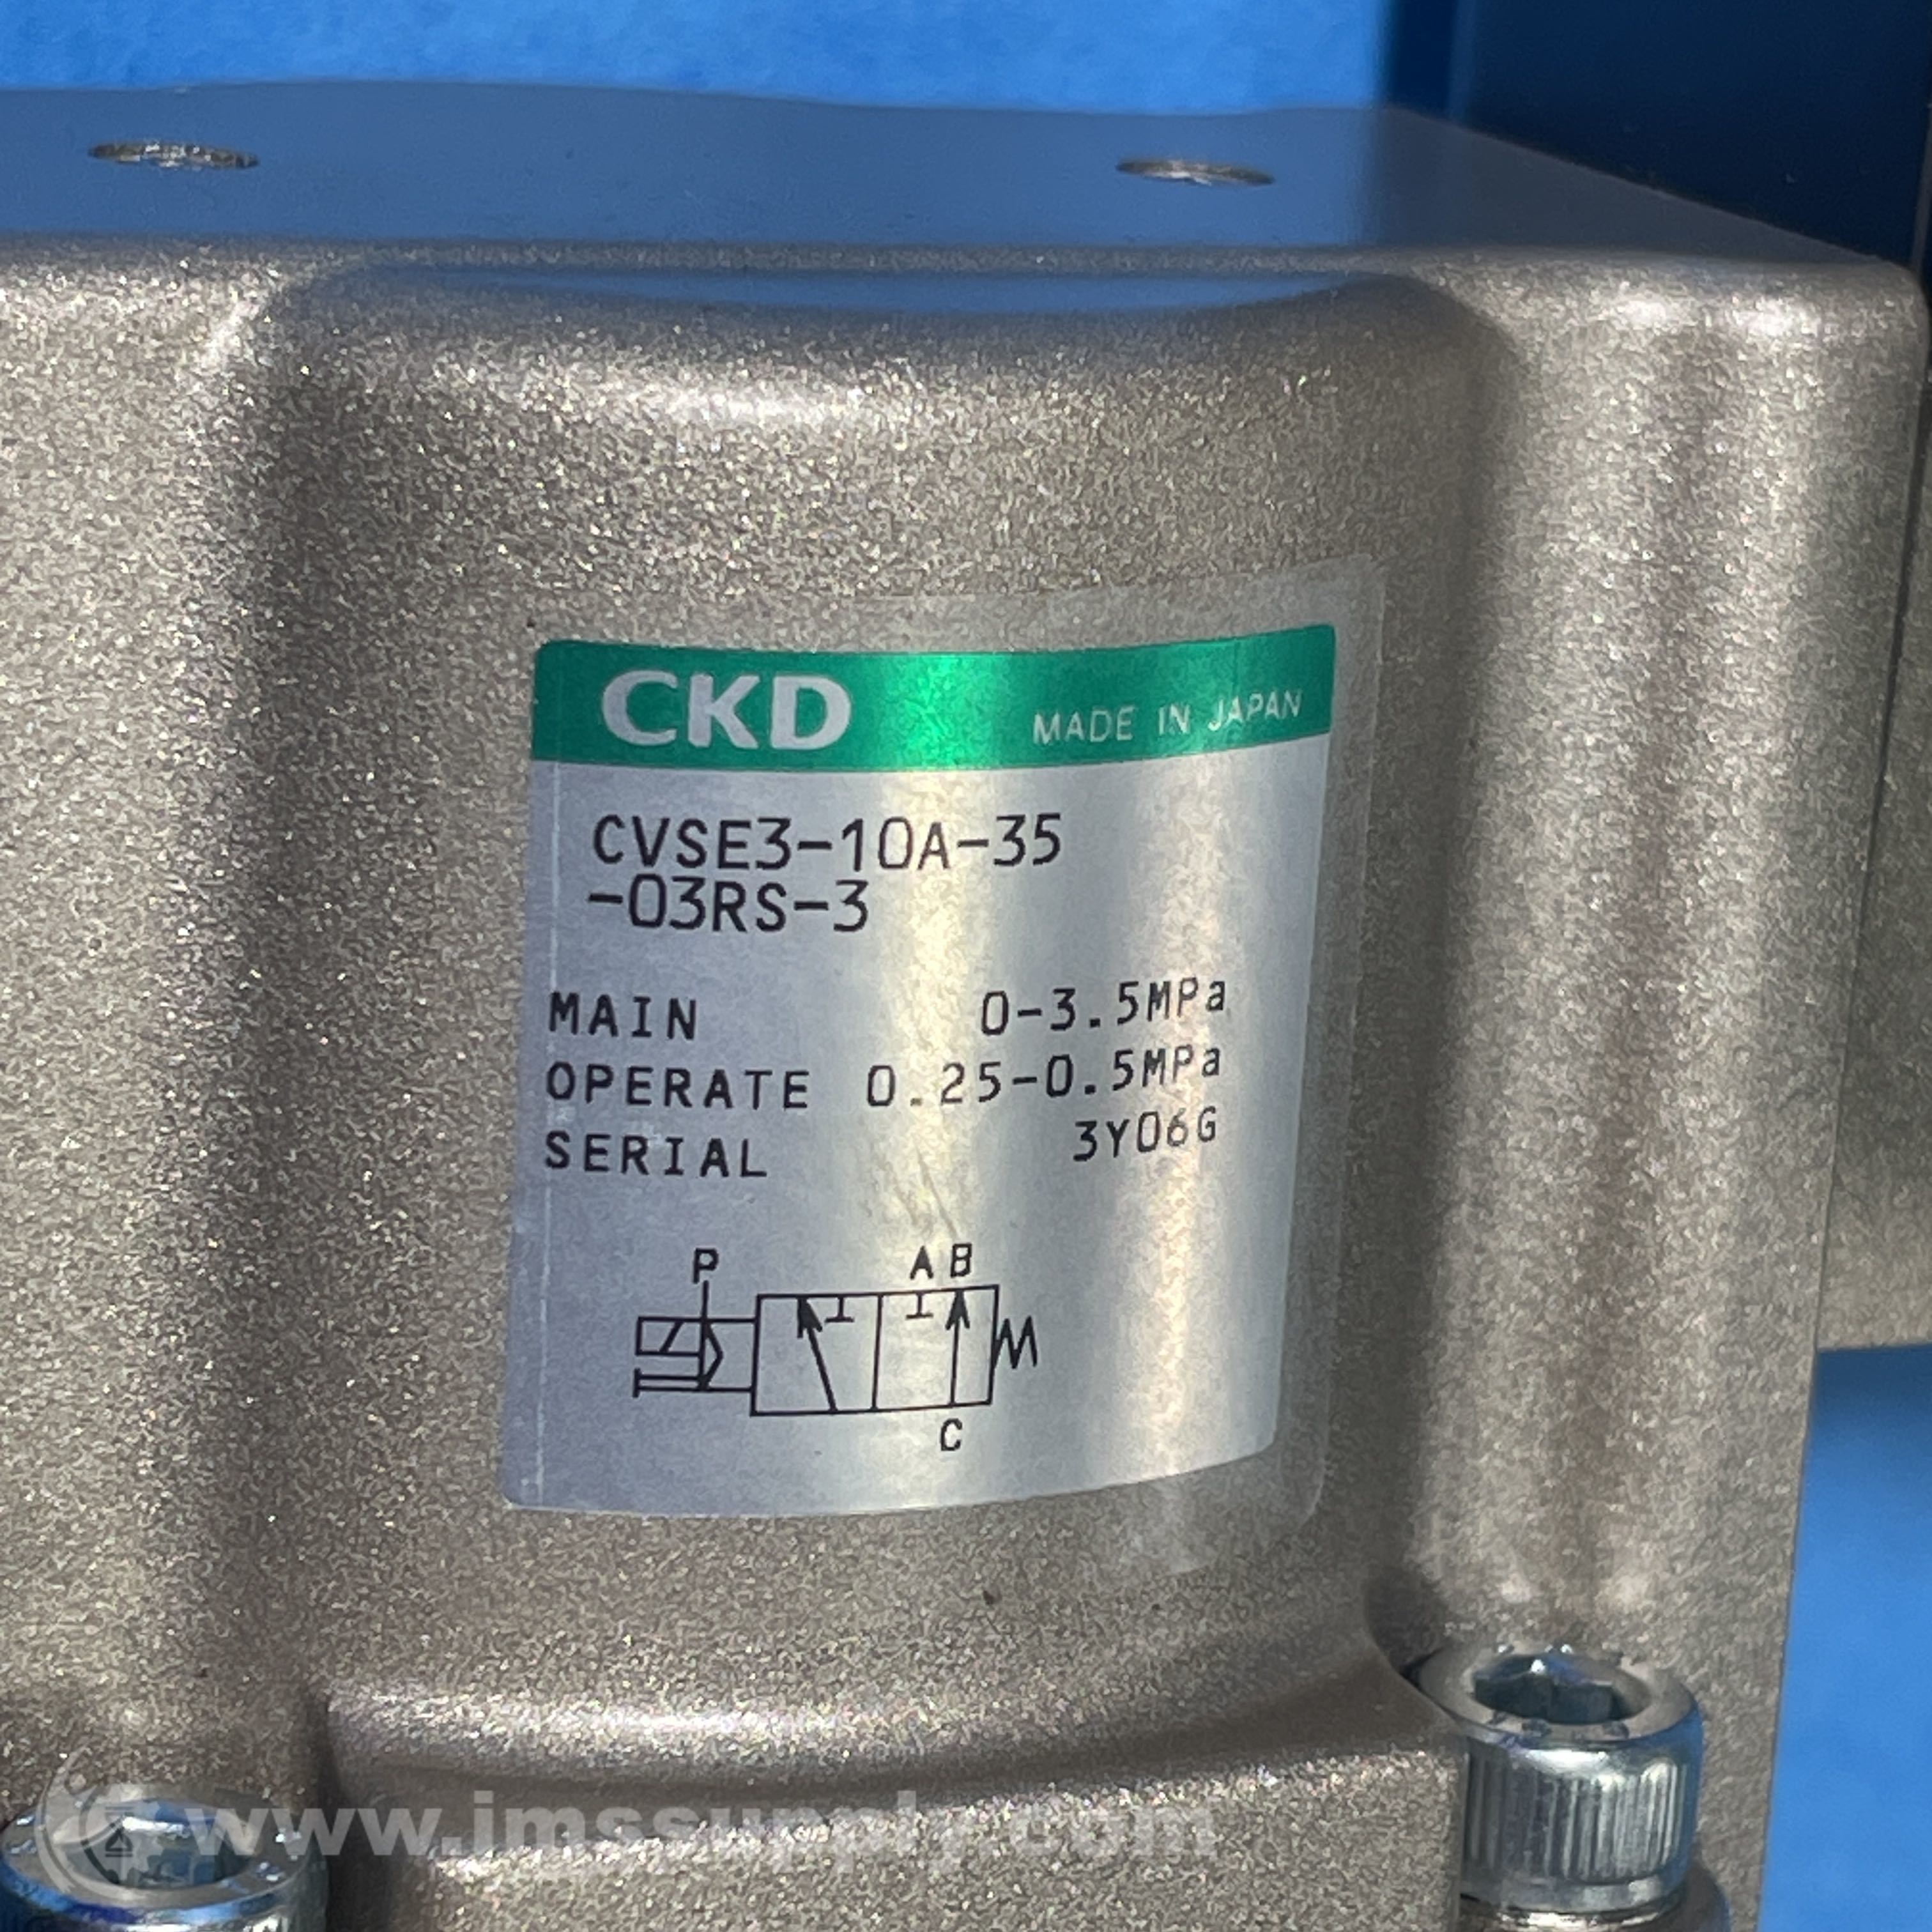 CKD MADE IN JAPAN
CVSE3-10A-35
-03RS-3
MAIN 0-3.5MPa
OPERATE 0.25-0.5MPa
SERIAL 3Y06G
P A B
C
www.imssupply.com